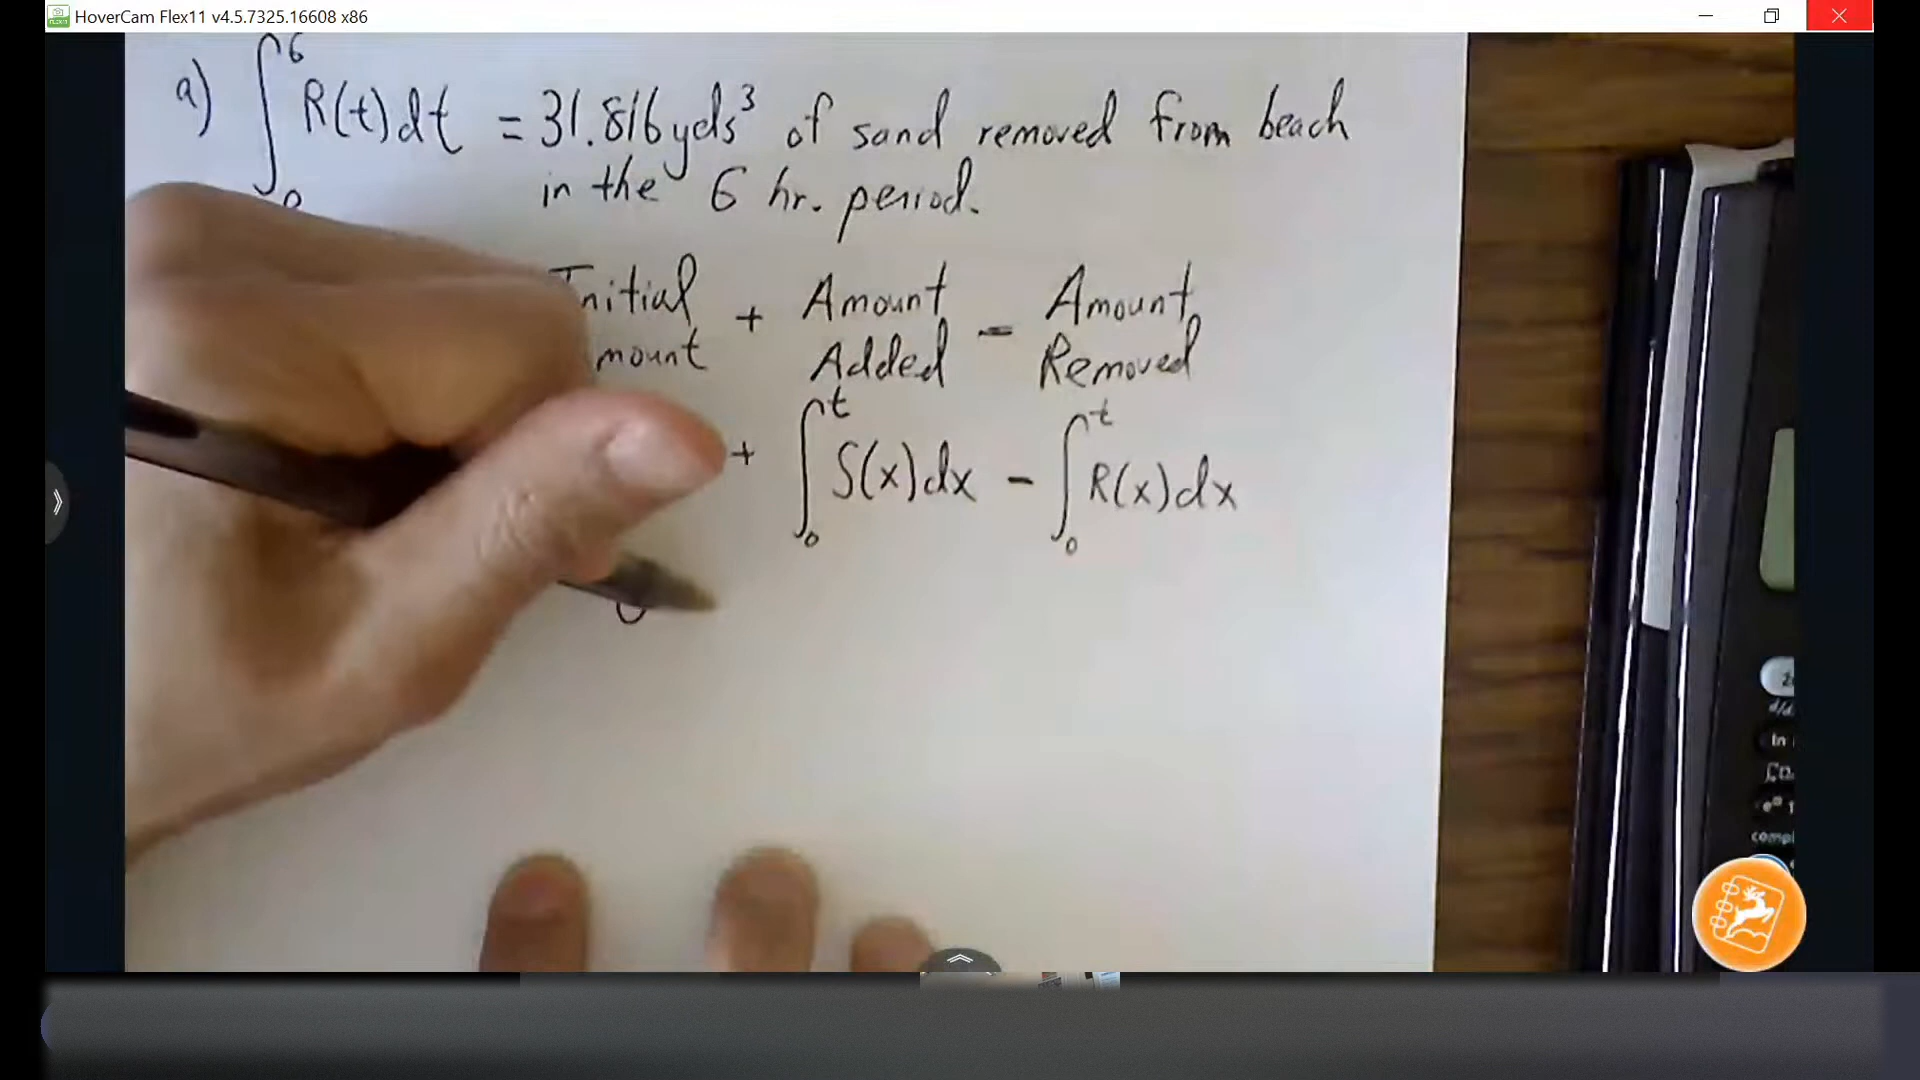 HoverCam Flex11 v4.5.7325.16608 x86
a) ∫₀⁶ R(t)dt = 31.816 yds³ of sand removed from beach
in the 6 hr. period.
Initial + Amount - Amount
mount Added Removed
+ ∫₀ᵗ S(x)dx - ∫₀ᵗ R(x)dx